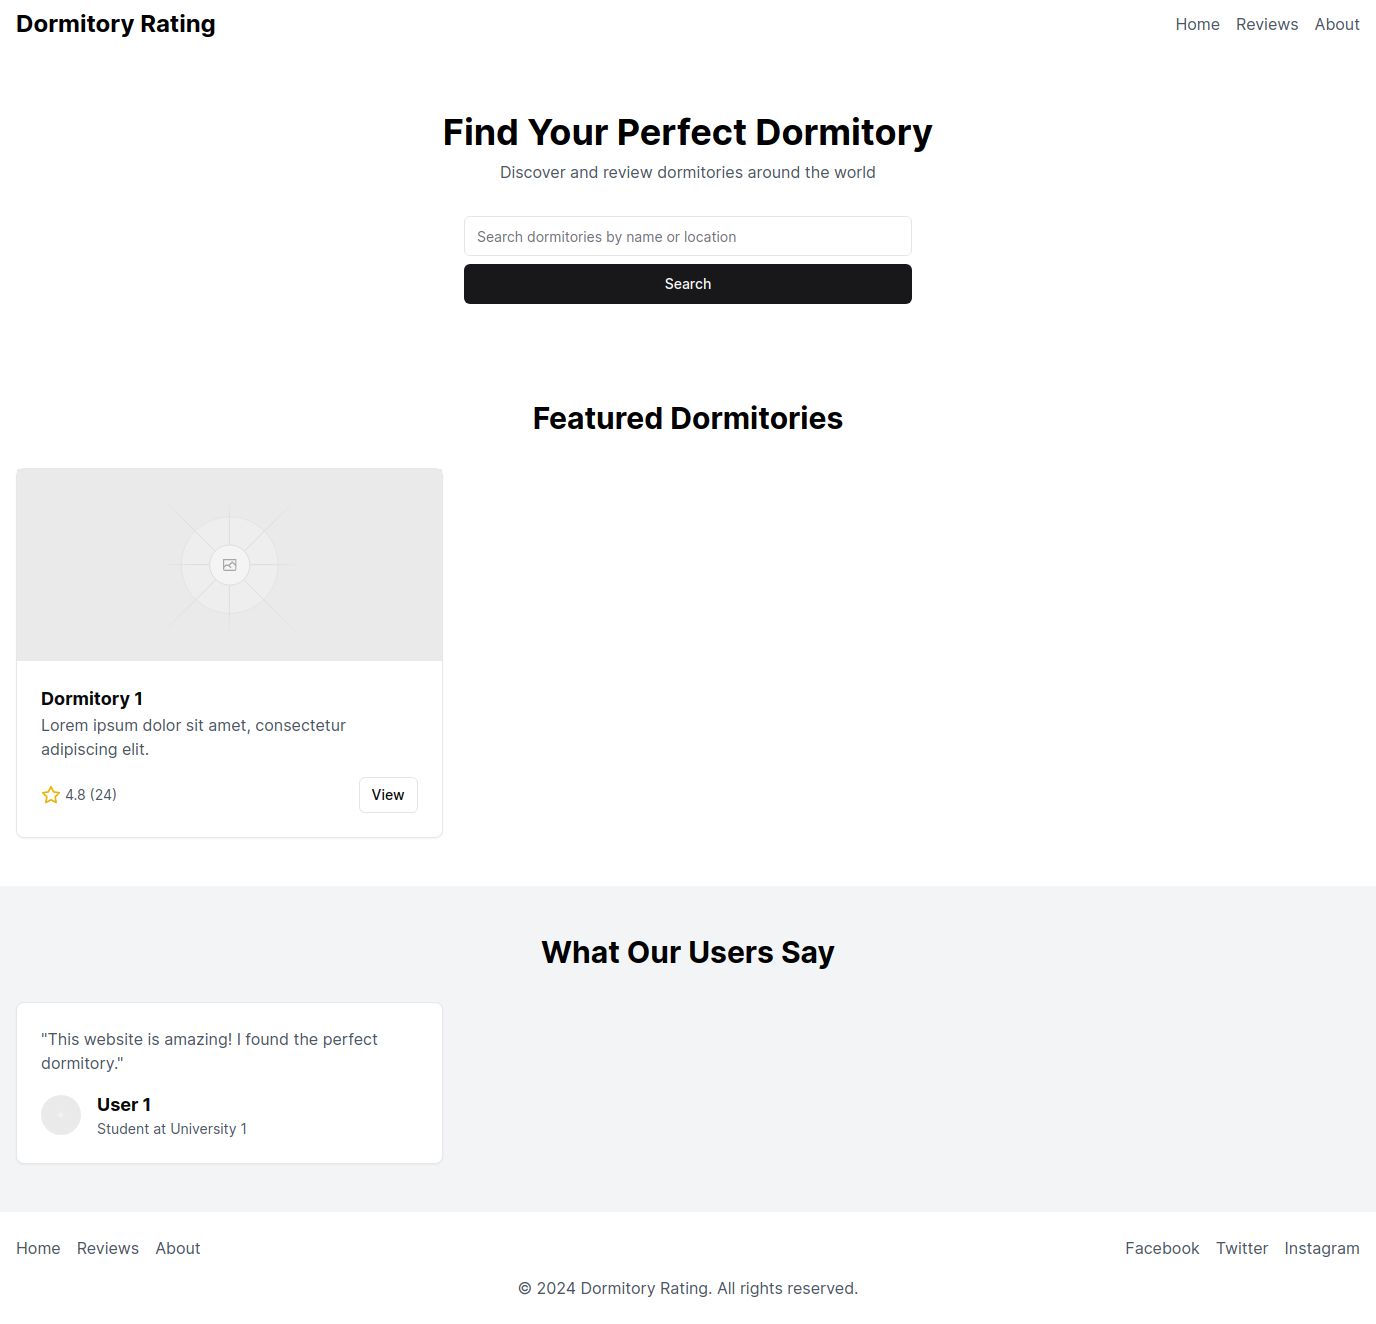 Dormitory Rating
Home Reviews About
Find Your Perfect Dormitory
Discover and review dormitories around the world
Search dormitories by name or location
Search
Featured Dormitories
Dormitory 1
Lorem ipsum dolor sit amet, consectetur
adipiscing elit.
4.8 (24)
View
What Our Users Say
"This website is amazing! I found the perfect
dormitory."
User 1
Student at University 1
Home Reviews About
Facebook Twitter Instagram
© 2024 Dormitory Rating. All rights reserved.